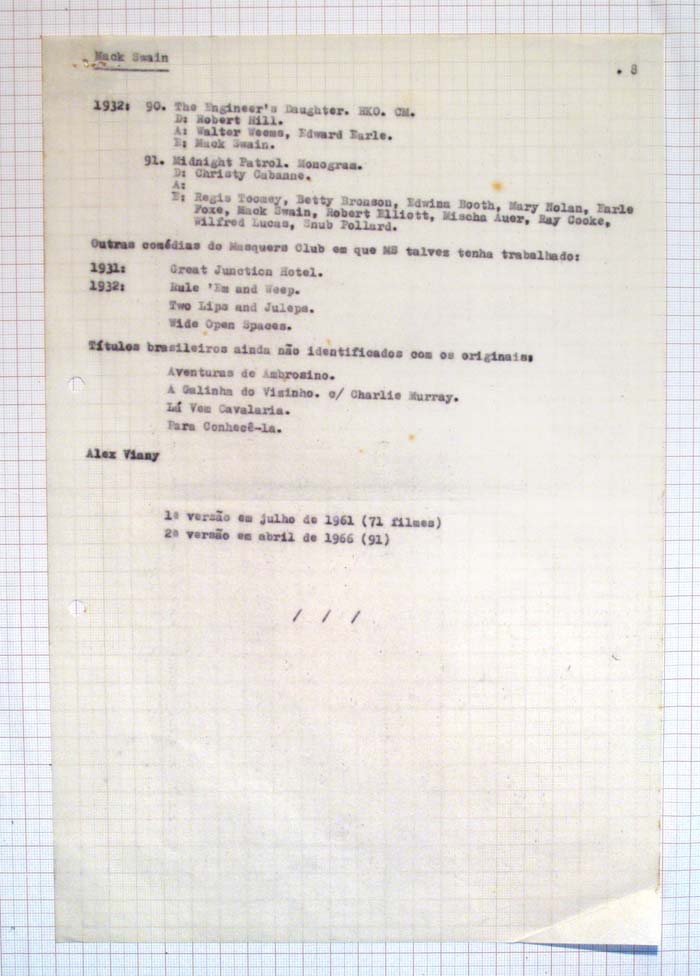 Mack Swain
. 8
1932: 90. The Engineer's Daughter. RKO. CM.
D: Robert Hill.
A: Walter Weems, Edward Earle.
E: Mack Swain.
91. Midnight Patrol. Monogram.
D: Christy Cabanne.
A:
E: Regis Toomey, Betty Bronson, Edwina Booth, Mary Nolan, Earle
Foxe, Mack Swain, Robert Elliott, Mischa Auer, Ray Cooke,
Wilfred Lucas, Snub Pollard.
Outras comédias do Masquers Club em que MS talvez tenha trabalhado:
1931: Great Junction Hotel.
1932: Rule 'Em and Weep.
Two Lips and Juleps.
Wide Open Spaces.
Títulos brasileiros ainda não identificados com os originais:
Aventuras de Ambrosino.
A Galinha do Vizinho. c/ Charlie Murray.
Lá Vem Cavalaria.
Para Conhecê-la.
Alex Viany
1ª versão em julho de 1961 (71 filmes)
2ª versão em abril de 1966 (91)
/ / /